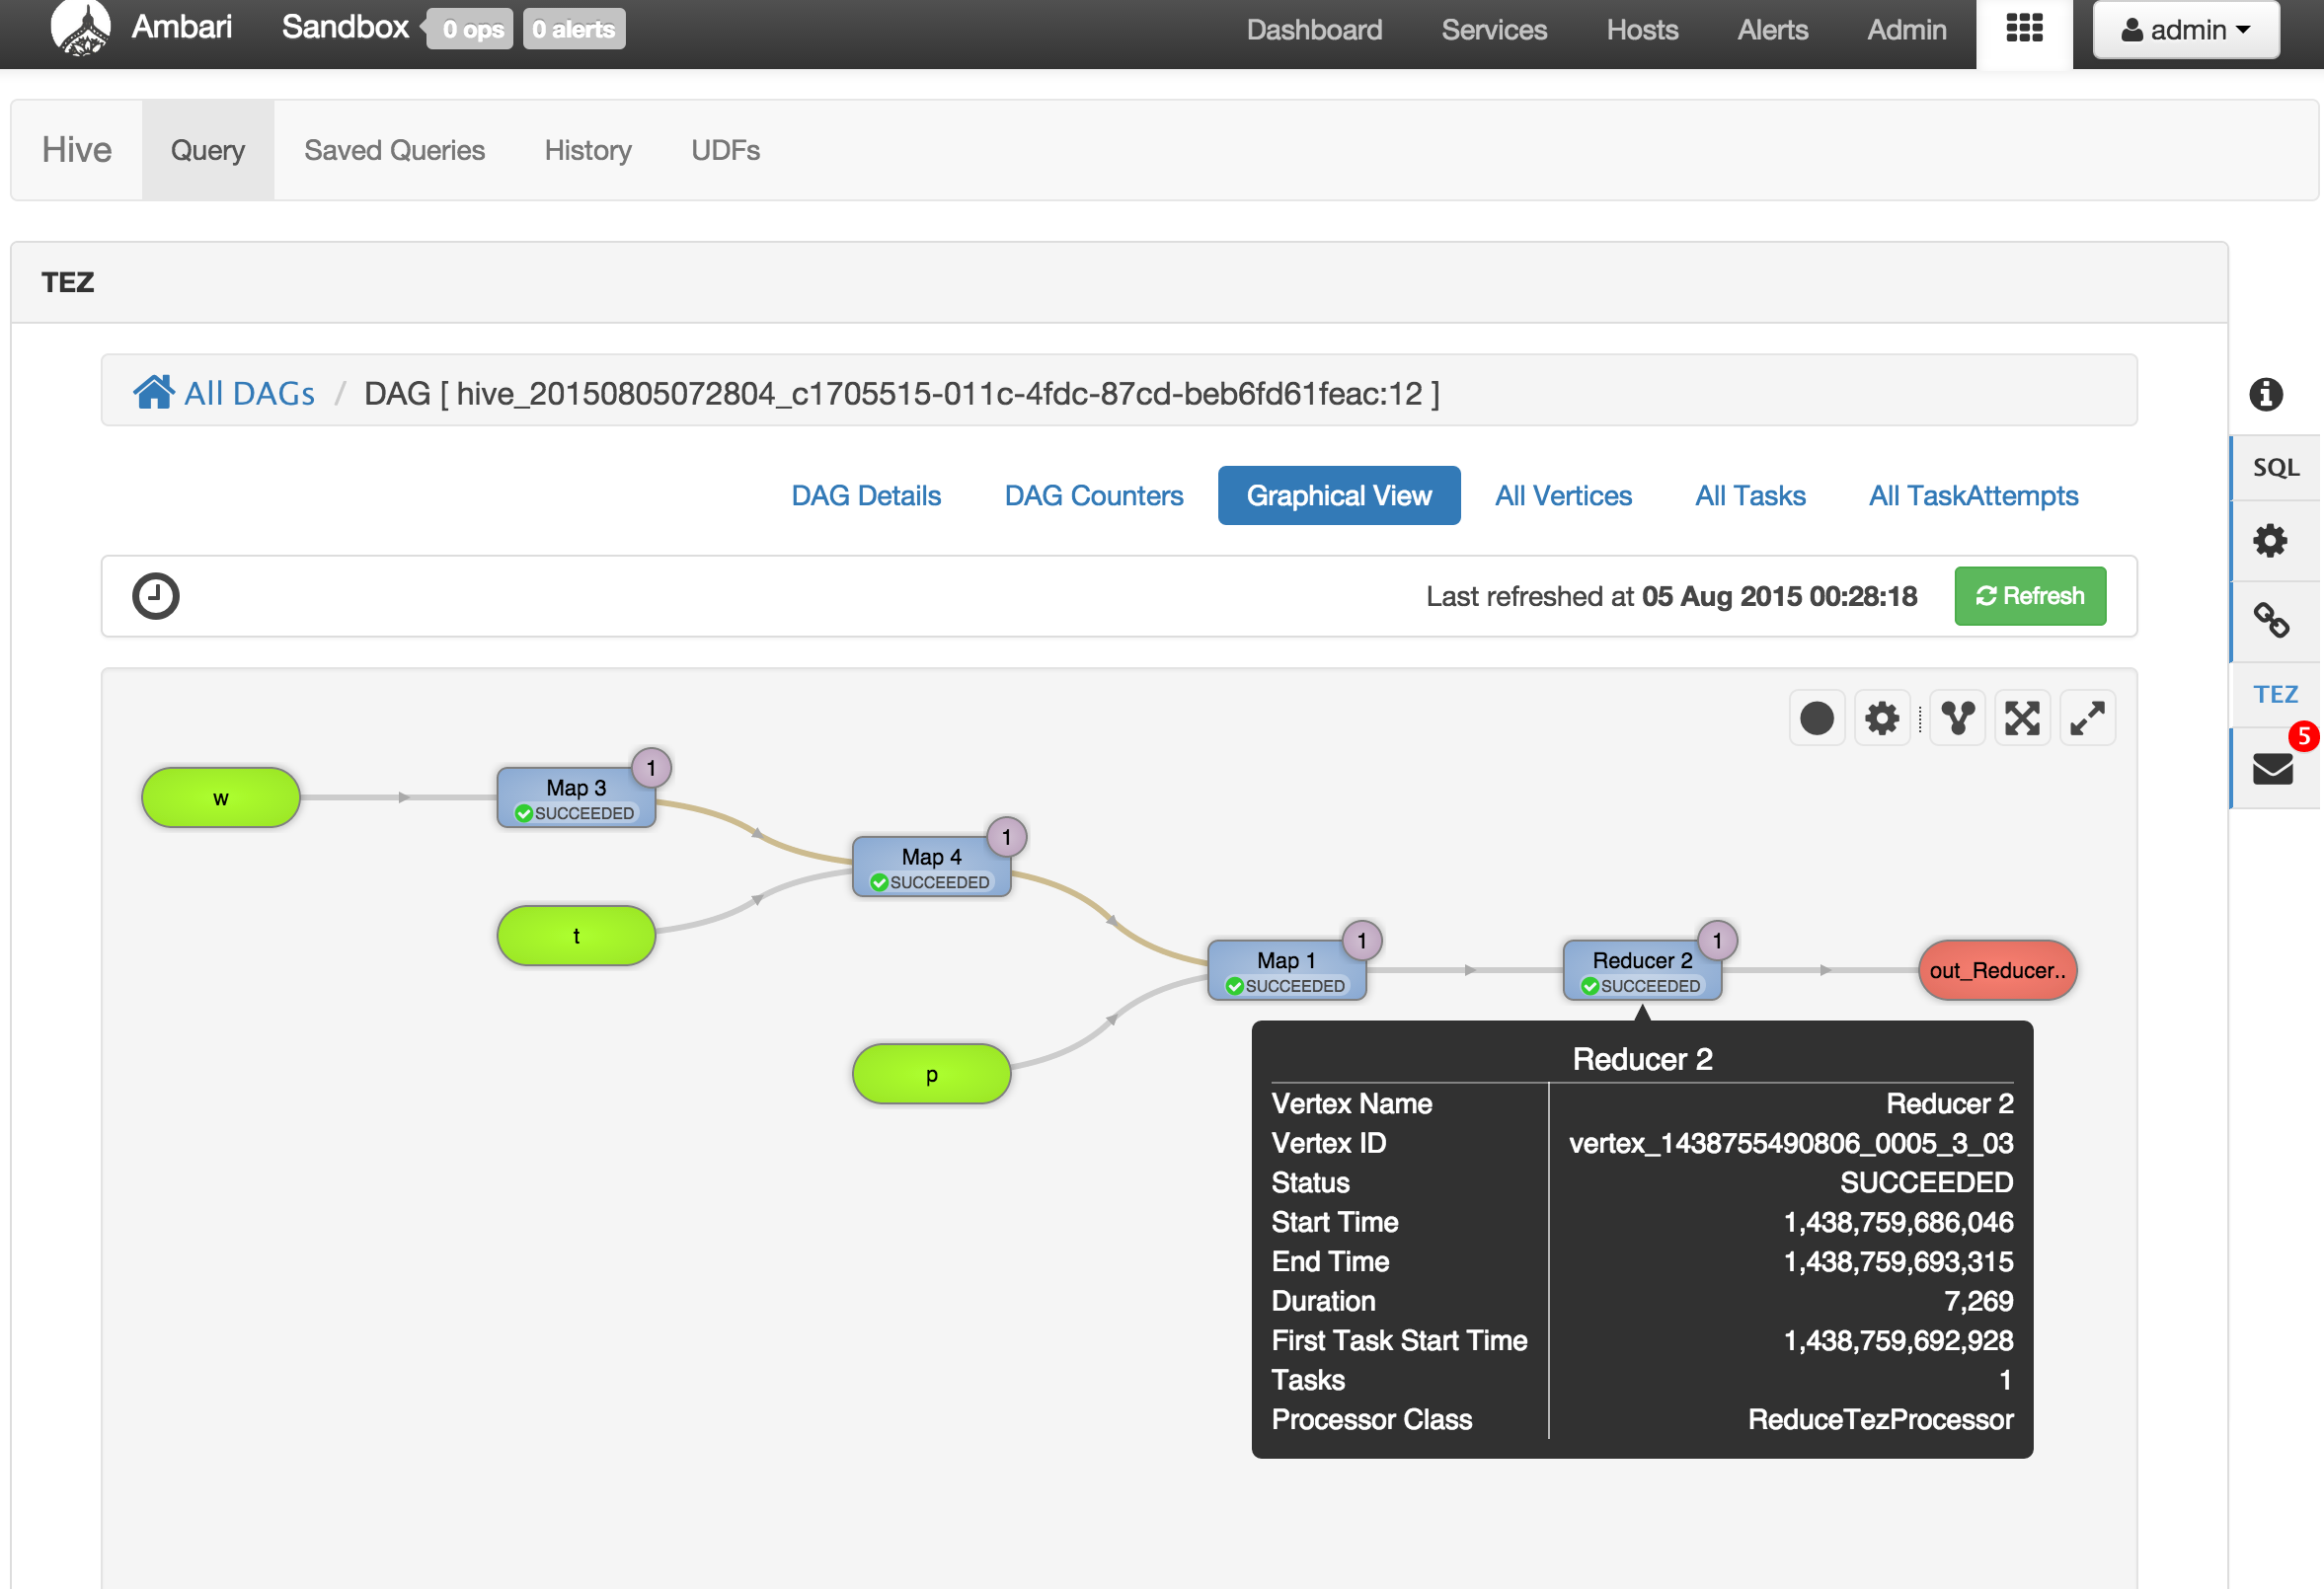 Ambari Sandbox 0 ops 0 alerts Dashboard Services Hosts Alerts Admin admin
Hive Query Saved Queries History UDFs
TEZ
All DAGs / DAG [ hive_20150805072804_c1705515-011c-4fdc-87cd-beb6fd61feac:12 ]
SQL
DAG Details DAG Counters Graphical View All Vertices All Tasks All TaskAttempts
Last refreshed at 05 Aug 2015 00:28:18 Refresh
TEZ
5
w
Map 3 1
SUCCEEDED
Map 4 1
SUCCEEDED
t
Map 1 1
SUCCEEDED
Reducer 2 1
SUCCEEDED
out_Reducer..
p
Reducer 2
Vertex Name Reducer 2
Vertex ID vertex_1438755490806_0005_3_03
Status SUCCEEDED
Start Time 1,438,759,686,046
End Time 1,438,759,693,315
Duration 7,269
First Task Start Time 1,438,759,692,928
Tasks 1
Processor Class ReduceTezProcessor